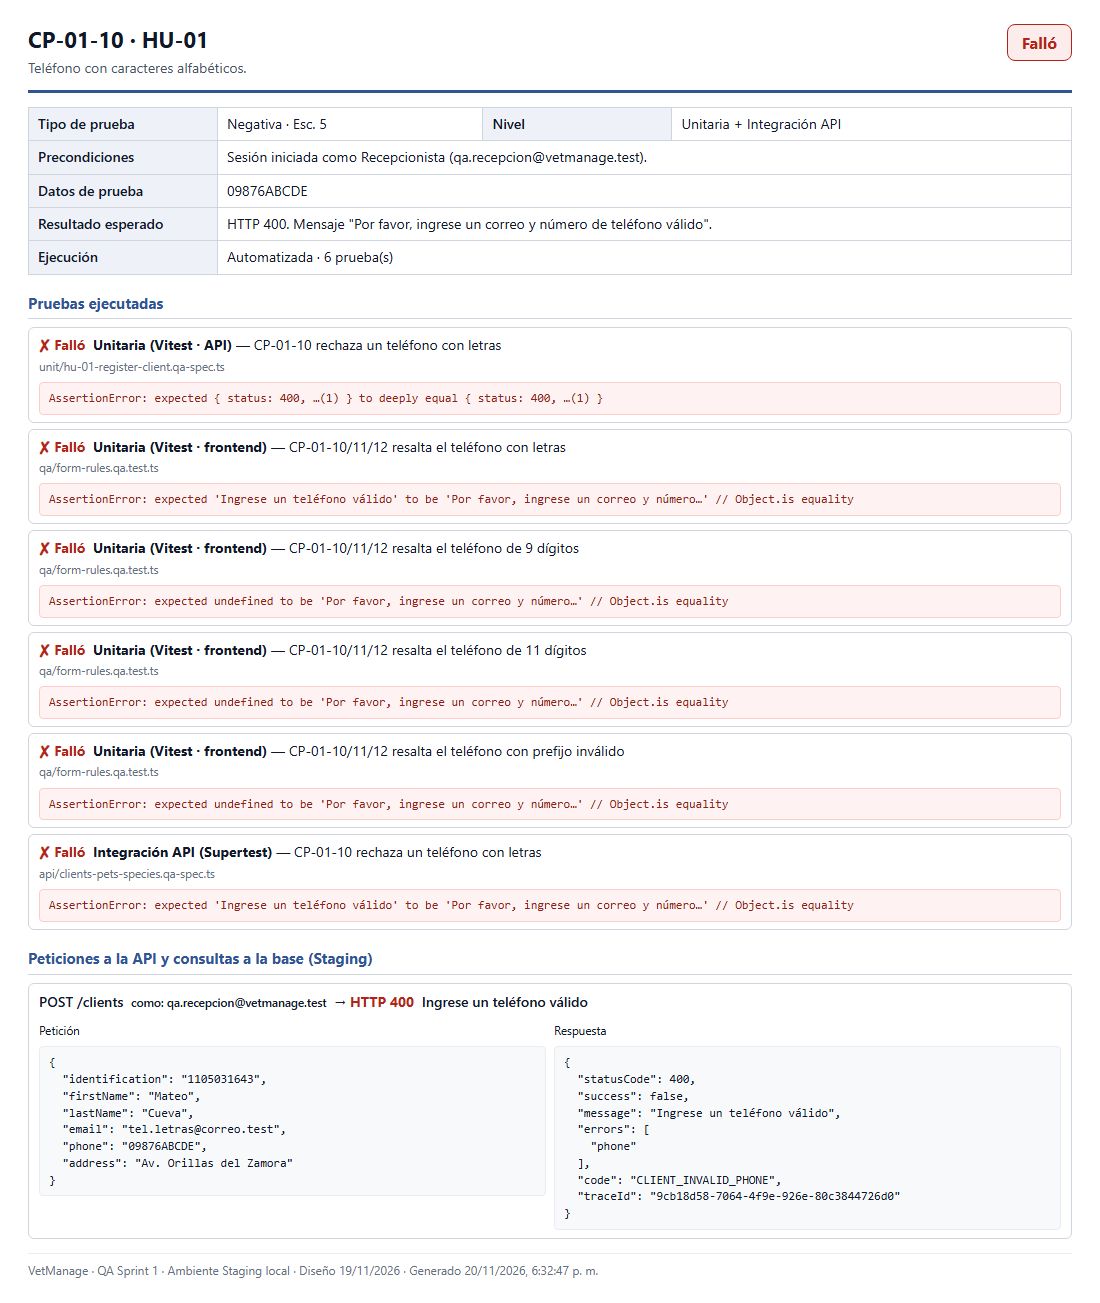 CP-01-10 · HU-01
Falló
Teléfono con caracteres alfabéticos.
Tipo de prueba Negativa · Esc. 5 Nivel Unitaria + Integración API
Precondiciones Sesión iniciada como Recepcionista (qa.recepcion@vetmanage.test).
Datos de prueba 09876ABCDE
Resultado esperado HTTP 400. Mensaje "Por favor, ingrese un correo y número de teléfono válido".
Ejecución Automatizada · 6 prueba(s)
Pruebas ejecutadas
✘ Falló Unitaria (Vitest · API) — CP-01-10 rechaza un teléfono con letras
unit/hu-01-register-client.qa-spec.ts
AssertionError: expected { status: 400, …(1) } to deeply equal { status: 400, …(1) }
✘ Falló Unitaria (Vitest · frontend) — CP-01-10/11/12 resalta el teléfono con letras
qa/form-rules.qa.test.ts
AssertionError: expected 'Ingrese un teléfono válido' to be 'Por favor, ingrese un correo y número…' // Object.is equality
✘ Falló Unitaria (Vitest · frontend) — CP-01-10/11/12 resalta el teléfono de 9 dígitos
qa/form-rules.qa.test.ts
AssertionError: expected undefined to be 'Por favor, ingrese un correo y número…' // Object.is equality
✘ Falló Unitaria (Vitest · frontend) — CP-01-10/11/12 resalta el teléfono de 11 dígitos
qa/form-rules.qa.test.ts
AssertionError: expected undefined to be 'Por favor, ingrese un correo y número…' // Object.is equality
✘ Falló Unitaria (Vitest · frontend) — CP-01-10/11/12 resalta el teléfono con prefijo inválido
qa/form-rules.qa.test.ts
AssertionError: expected undefined to be 'Por favor, ingrese un correo y número…' // Object.is equality
✘ Falló Integración API (Supertest) — CP-01-10 rechaza un teléfono con letras
api/clients-pets-species.qa-spec.ts
AssertionError: expected 'Ingrese un teléfono válido' to be 'Por favor, ingrese un correo y número…' // Object.is equality
Peticiones a la API y consultas a la base (Staging)
POST /clients como: qa.recepcion@vetmanage.test → HTTP 400 Ingrese un teléfono válido
Petición
{
"identification": "1105031643",
"firstName": "Mateo",
"lastName": "Cueva",
"email": "tel.letras@correo.test",
"phone": "09876ABCDE",
"address": "Av. Orillas del Zamora"
}
Respuesta
{
"statusCode": 400,
"success": false,
"message": "Ingrese un teléfono válido",
"errors": [
"phone"
],
"code": "CLIENT_INVALID_PHONE",
"traceId": "9cb18d58-7064-4f9e-926e-80c3844726d0"
}
VetManage · QA Sprint 1 · Ambiente Staging local · Diseño 19/11/2026 · Generado 20/11/2026, 6:32:47 p. m.